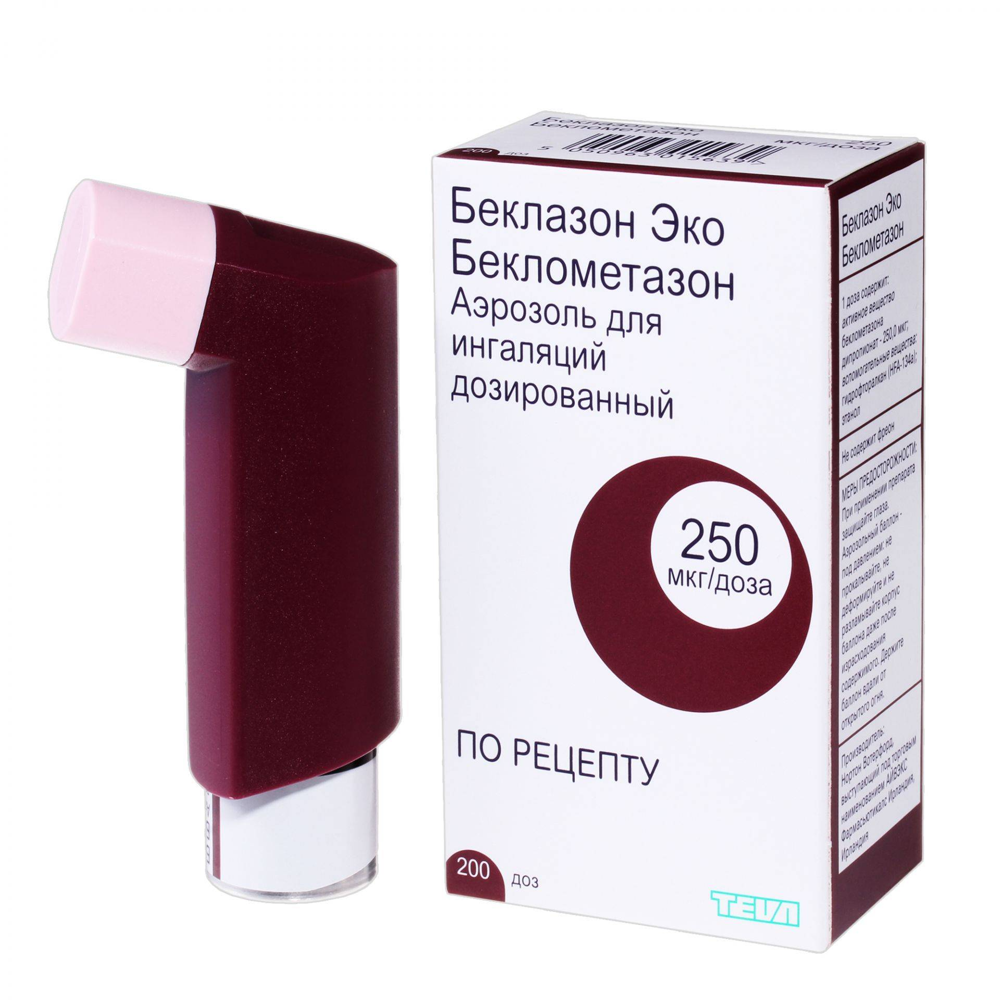 Беклазон Эко
Беклометазон
250
мкг/доза
5 050963 015639 7
200 доз
Беклазон Эко
Беклометазон
Аэрозоль для
ингаляций
дозированный
250
мкг/доза
ПО РЕЦЕПТУ
200 доз
TEVA
Беклазон Эко
Беклометазон
1 доза содержит:
активное вещество
беклометазона
дипропионат - 250,0 мкг;
вспомогательные вещества:
гидрофторалкан (HFA-134a);
этанол
Не содержит фреон
МЕРЫ ПРЕДОСТОРОЖНОСТИ:
При применении препарата
защищайте глаза.
Аэрозольный баллон -
под давлением: не
прокалывайте, не
деформируйте и не
разламывайте корпус
баллона даже после
израсходования
содержимого. Держите
баллон вдали от
открытого огня.
Производитель:
Нортон Вотерфорд,
выступающий под торговым
наименованием АЙВЭКС
Фармасьютикалс Ирландия,
Ирландия